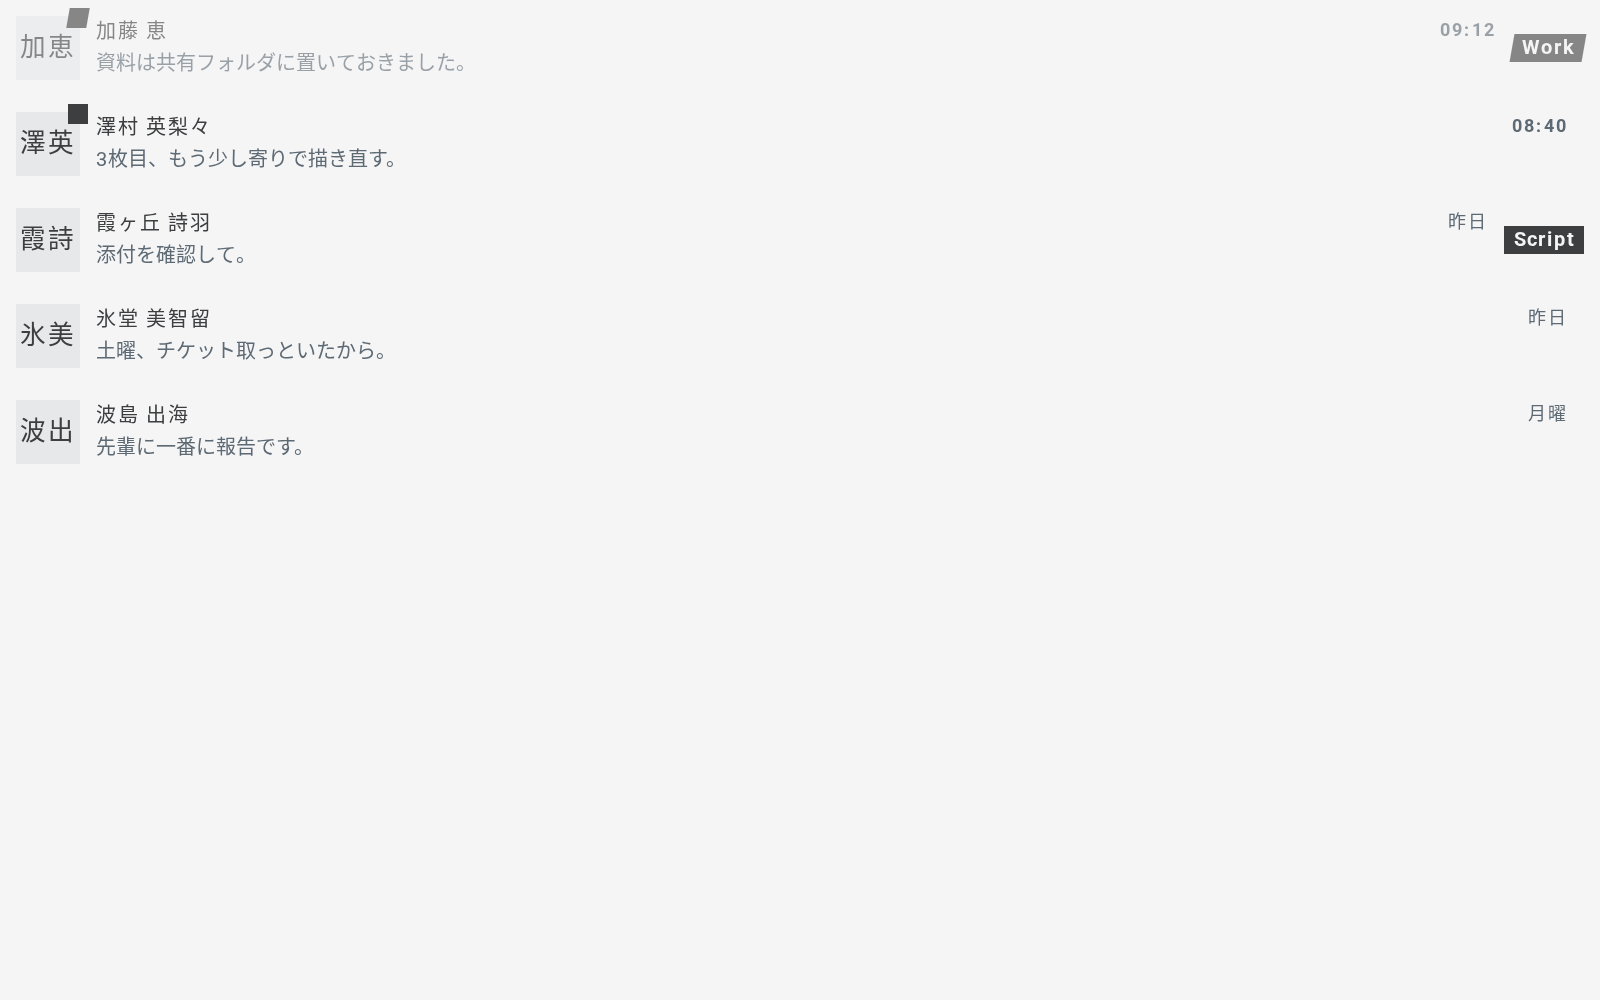 加恵
加藤 恵
09:12
Work
資料は共有フォルダに置いておきました。
澤英
澤村 英梨々
08:40
3枚目、もう少し寄りで描き直す。
霞詩
霞ヶ丘 詩羽
昨日
Script
添付を確認して。
氷美
氷堂 美智留
昨日
土曜、チケット取っといたから。
波出
波島 出海
月曜
先輩に一番に報告です。